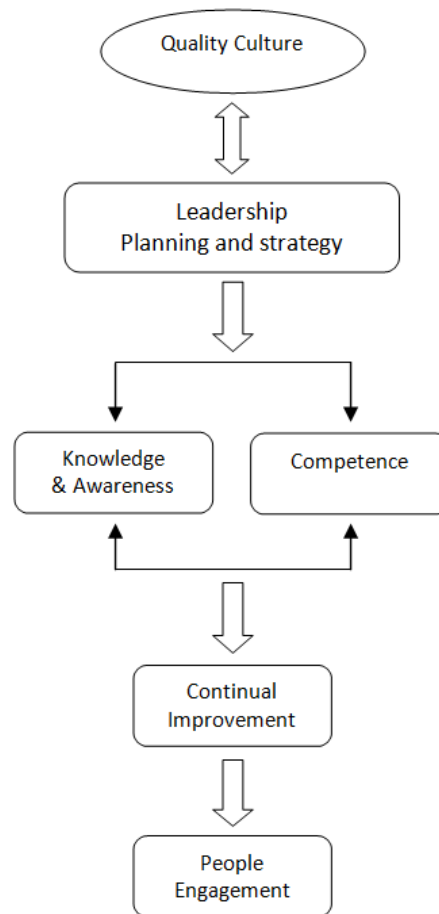 Quality Culture
Leadership
Planning and strategy
Knowledge
& Awareness
Competence
Continual
Improvement
People
Engagement